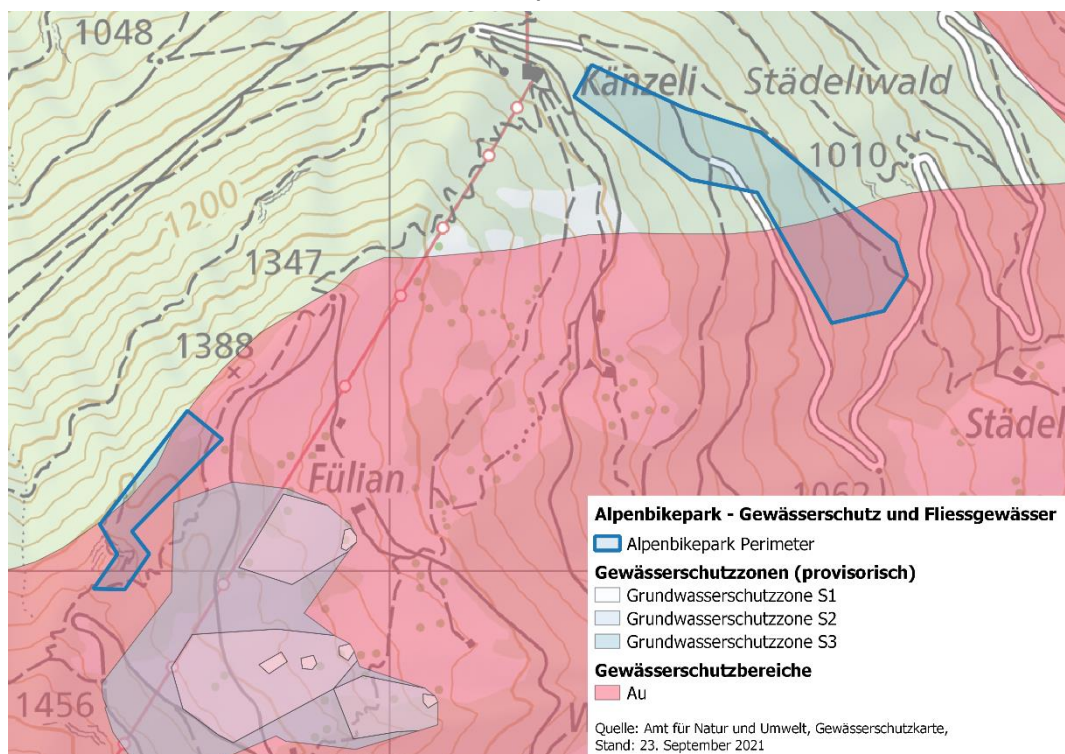 1048
Känzeli
Städeliwald
1010
1200
1347
1388
Fülian
Städel
1062
1456
Alpenbikepark - Gewässerschutz und Fliessgewässer
Alpenbikepark Perimeter
Gewässerschutzzonen (provisorisch)
Grundwasserschutzzone S1
Grundwasserschutzzone S2
Grundwasserschutzzone S3
Gewässerschutzbereiche
Au
Quelle: Amt für Natur und Umwelt, Gewässerschutzkarte,
Stand: 23. September 2021